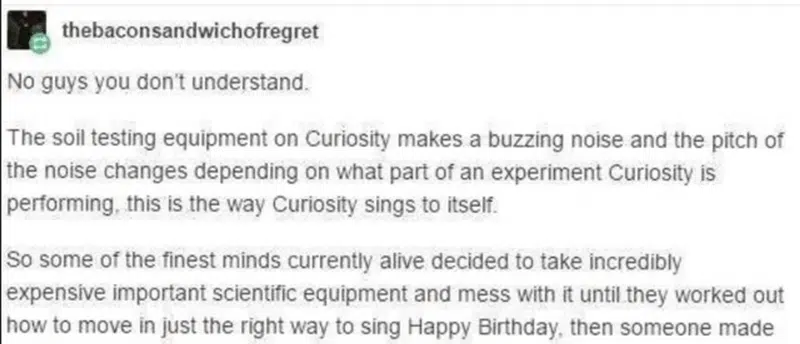 thebaconsandwichofregret
No guys you don't understand.
The soil testing equipment on Curiosity makes a buzzing noise and the pitch of
the noise changes depending on what part of an experiment Curiosity is
performing, this is the way Curiosity sings to itself.
So some of the finest minds currently alive decided to take incredibly
expensive important scientific equipment and mess with it until they worked out
how to move in just the right way to sing Happy Birthday, then someone made